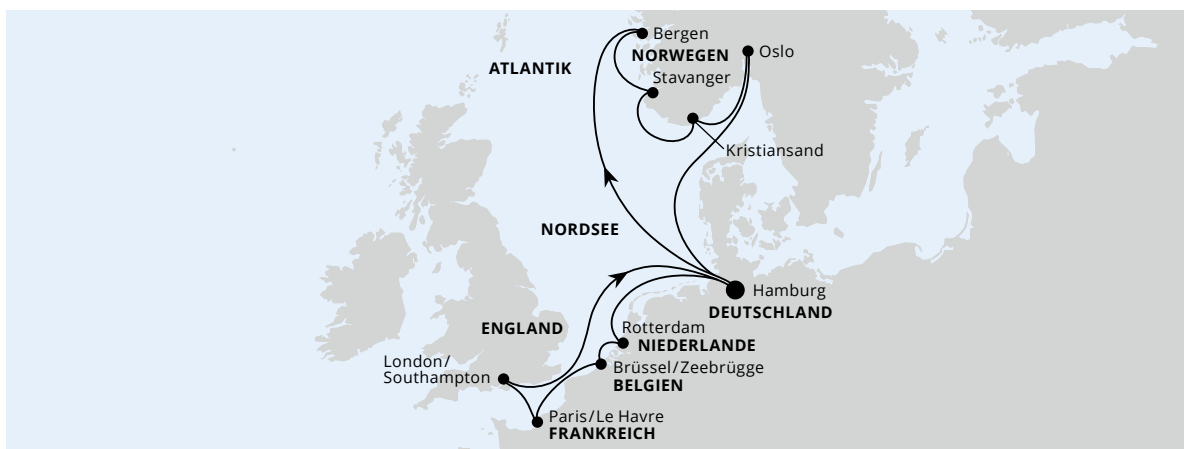 Bergen
NORWEGEN
Oslo
ATLANTIK
Stavanger
Kristiansand
NORDSEE
Hamburg
DEUTSCHLAND
ENGLAND
Rotterdam
NIEDERLANDE
London/
Southampton
Brüssel/Zeebrügge
BELGIEN
Paris/Le Havre
FRANKREICH